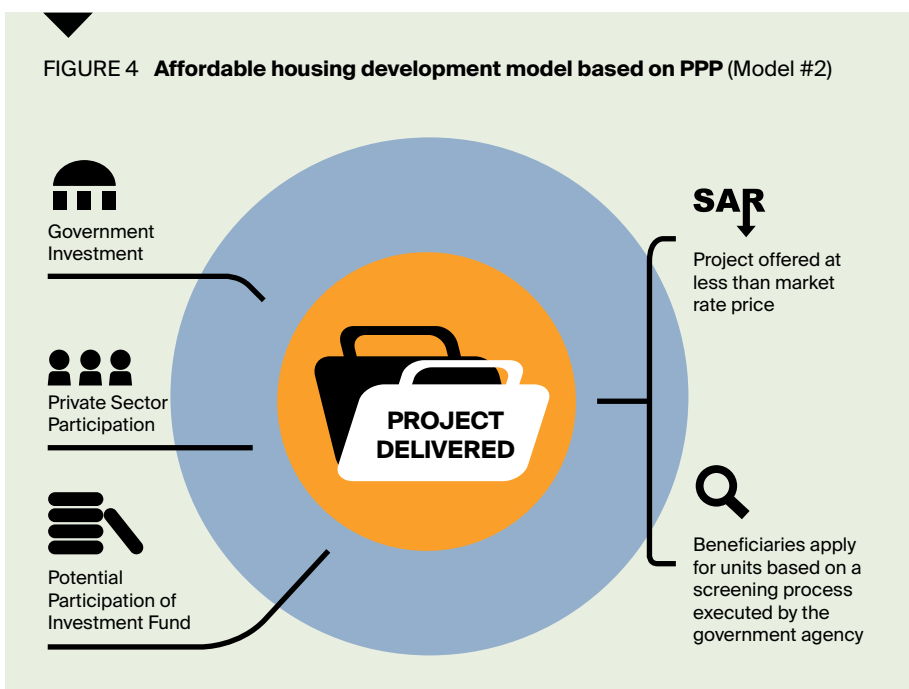 FIGURE 4 Affordable housing development model based on PPP (Model #2)
Government
Investment
Private Sector
Participation
Potential
Participation of
Investment Fund
PROJECT
DELIVERED
SAR
Project offered at
less than market
rate price
Beneficiaries apply
for units based on a
screening process
executed by the
government agency